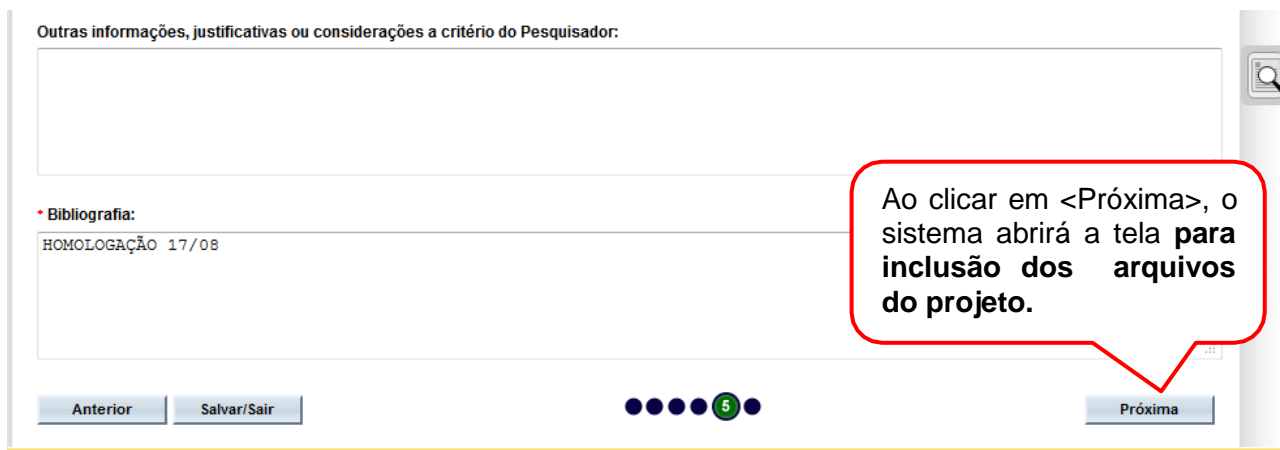 Outras informações, justificativas ou considerações a critério do Pesquisador:
Ao clicar em <Próxima>, o
sistema abrirá a tela para
inclusão dos arquivos
do projeto.
* Bibliografia:
HOMOLOGAÇÃO 17/08
Anterior
Salvar/Sair
5
Próxima